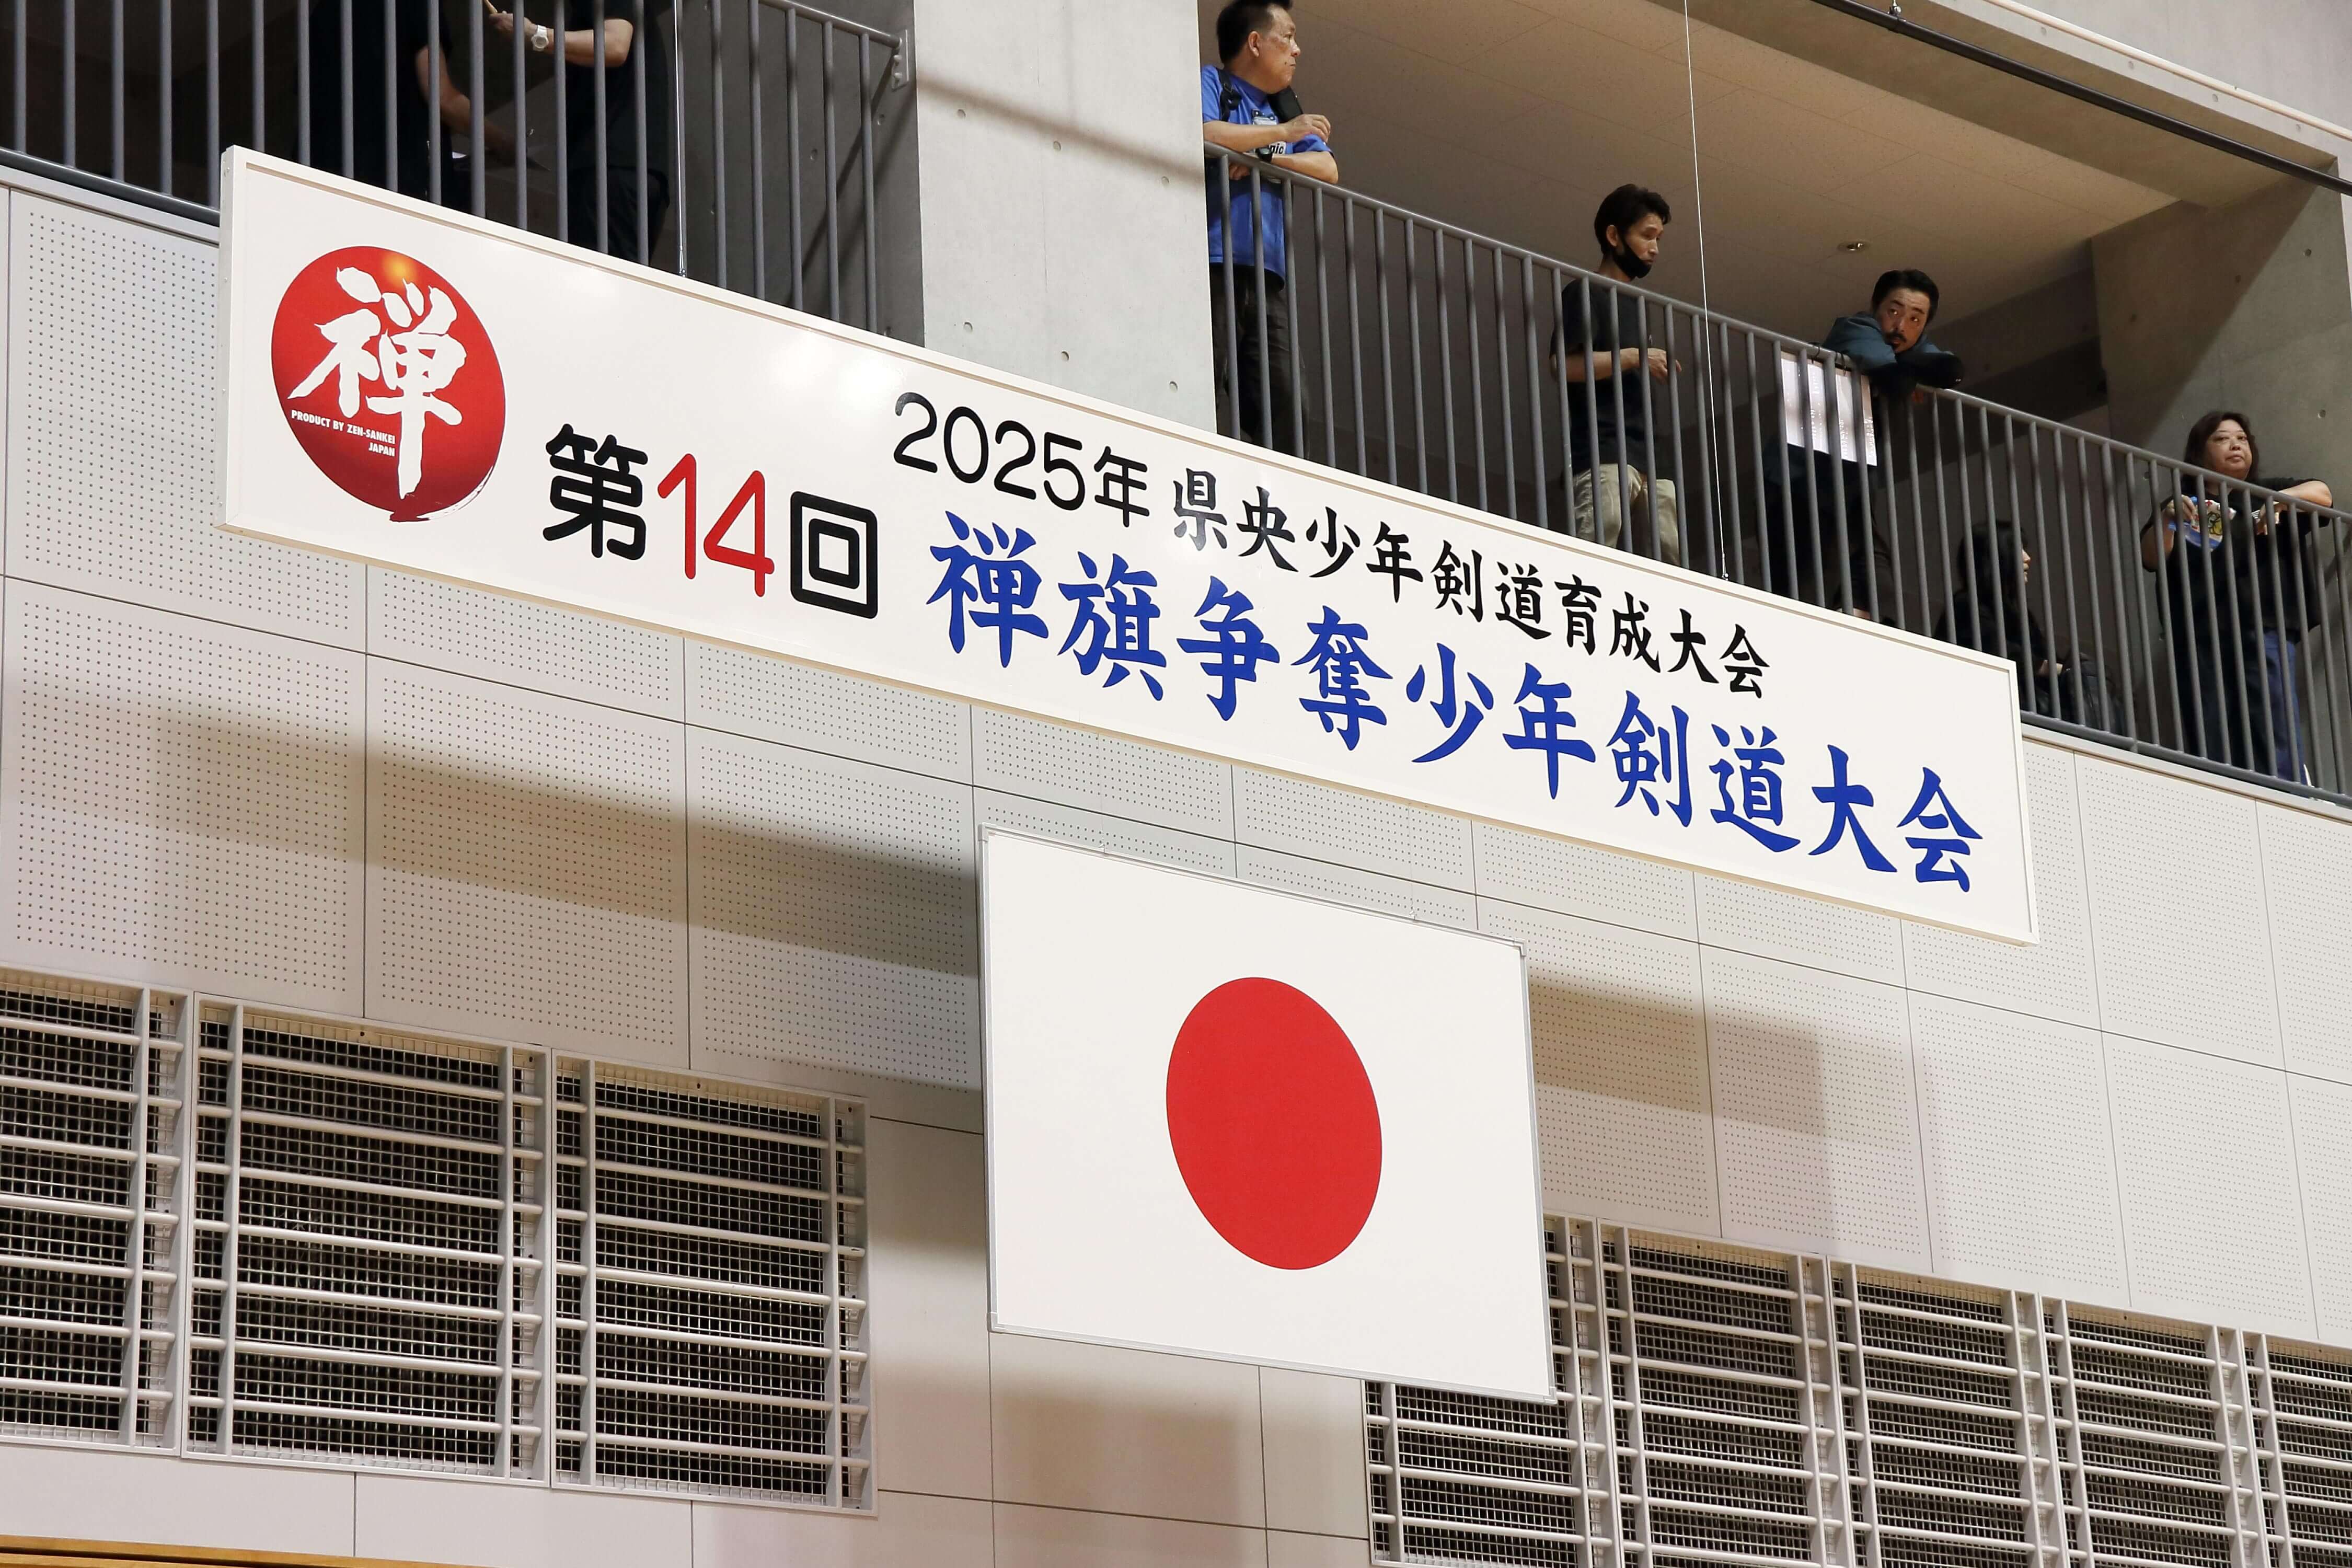 禅
PRODUCT BY ZEN-SANKEI
JAPAN
第14回
2025年 県央少年剣道育成大会
禅旗争奪少年剣道大会